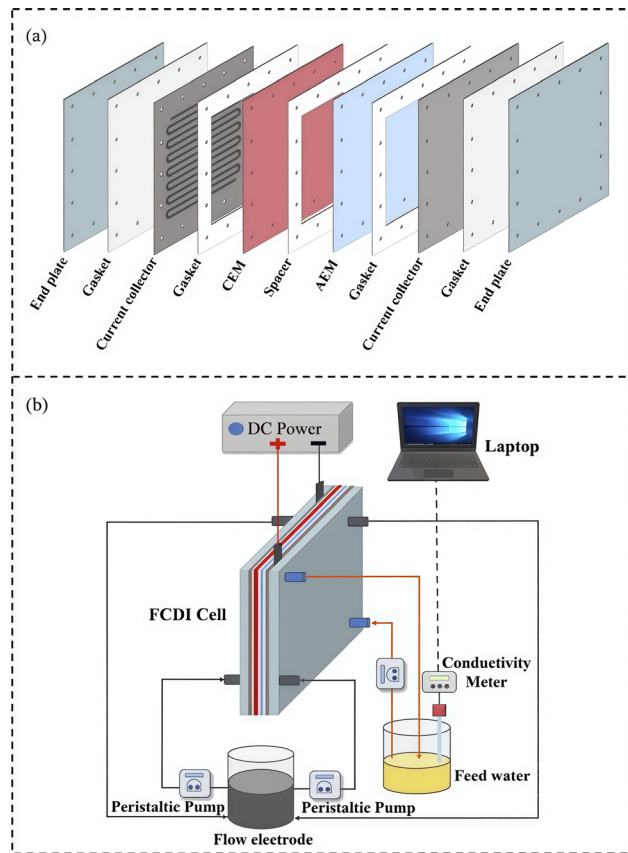 (a)
End plate
Gasket
Current collector
Gasket
CEM
Spacer
AEM
Gasket
Current collector
Gasket
End plate
(b)
DC Power
Laptop
FCDI Cell
Conductivity
Meter
Feed water
Peristaltic Pump
Peristaltic Pump
Flow electrode